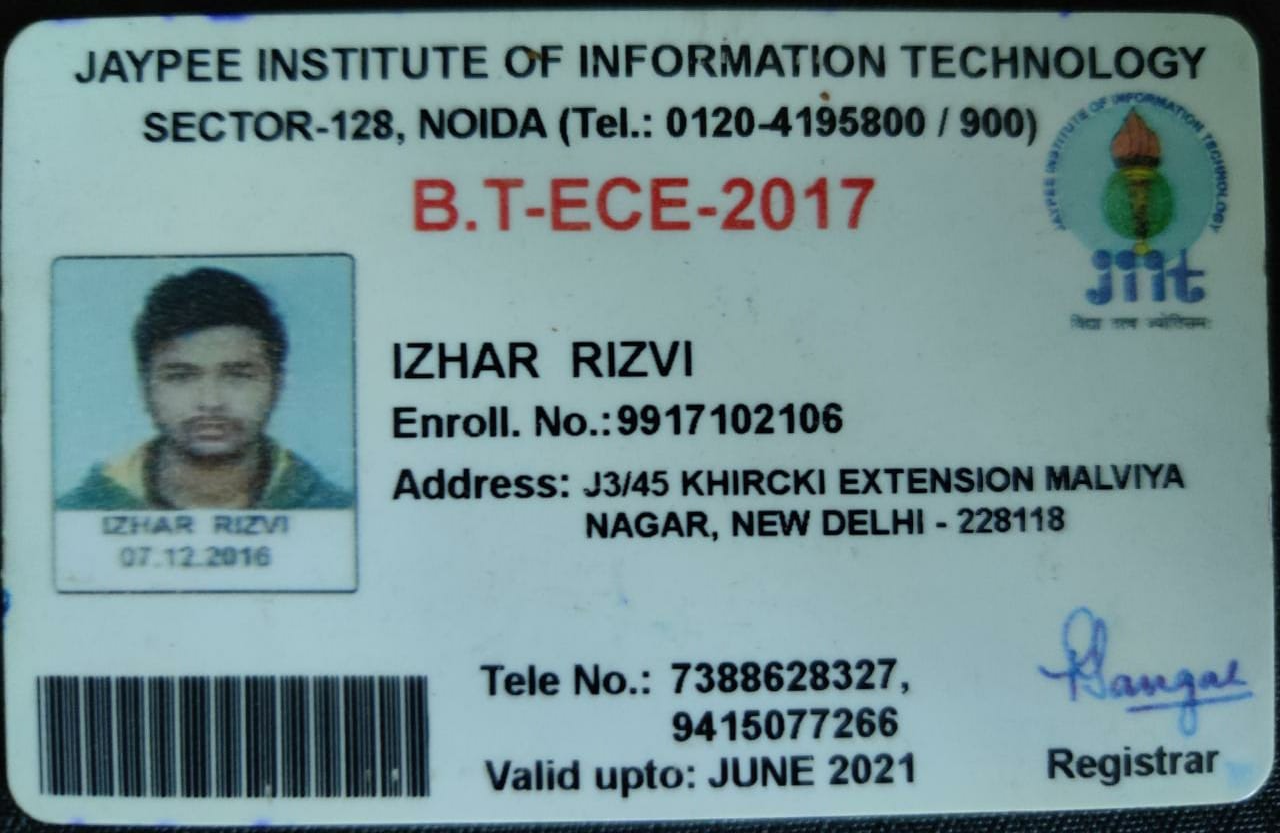 JAYPEE INSTITUTE OF INFORMATION TECHNOLOGY
SECTOR-128, NOIDA (Tel.: 0120-4195800 / 900)
JAYPEE INSTITUTE OF INFORMATION TECHNOLOGY
B.T-ECE-2017
jiit
विद्या तत्व ज्योतिसमः
IZHAR RIZVI
Enroll. No.:9917102106
Address: J3/45 KHIRCKI EXTENSION MALVIYA
NAGAR, NEW DELHI - 228118
IZHAR RIZVI
07.12.2016
Tele No.: 7388628327,
9415077266
Valid upto: JUNE 2021
Registrar